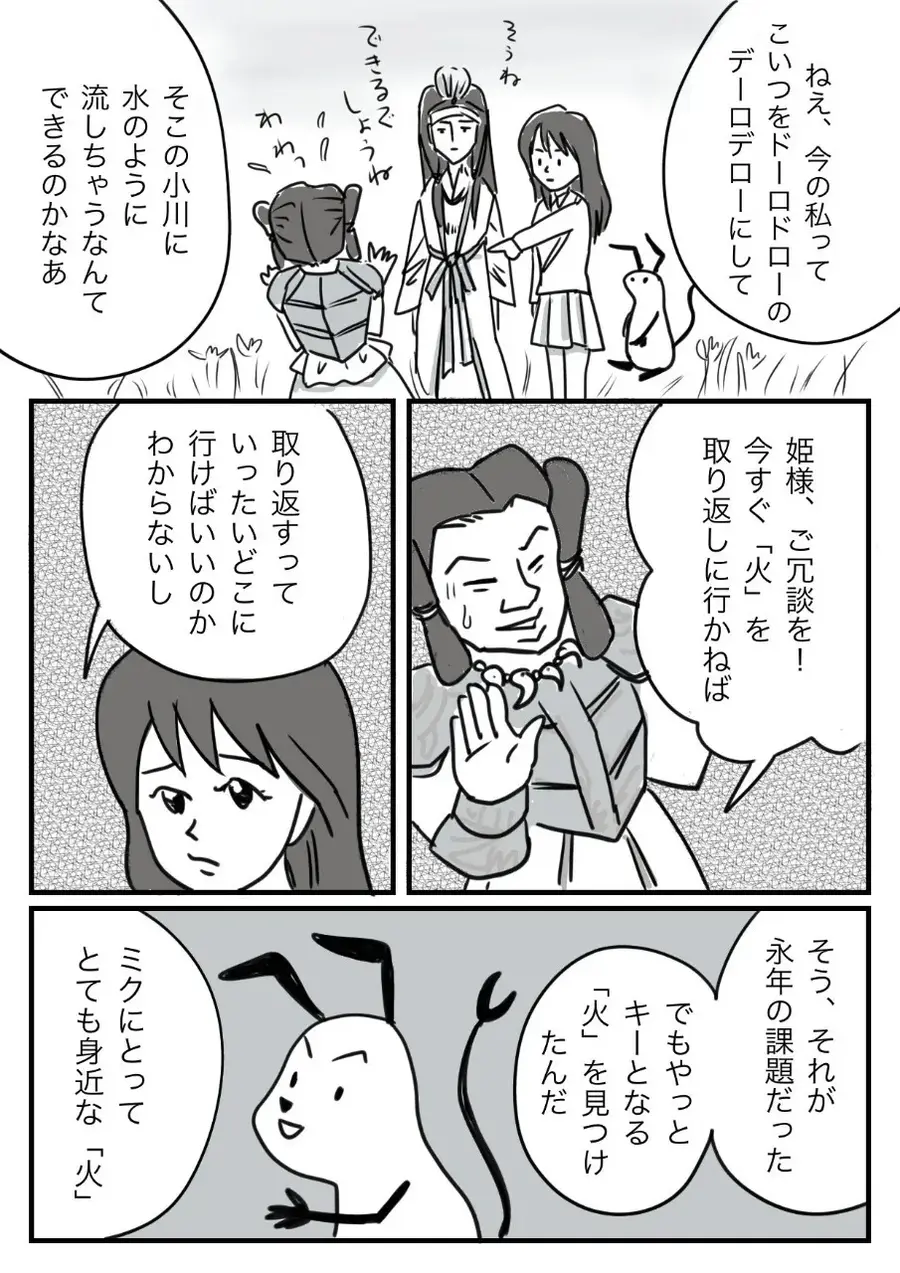 ねえ、今の私って
こいつをドーロドローの
デーロデローにして
そうね
できるで
しょうね
わわっ
そこの小川に
水のように
流しちゃうなんて
できるのかなあ
姫様、ご冗談を！
今すぐ「火」を
取り返しに行かねば
取り返すって
いったいどこに
行けばいいのか
わからないし
そう、それが
永年の課題だった
でもやっと
キーとなる
「火」を見つけ
たんだ
ミクにとって
とても身近な「火」